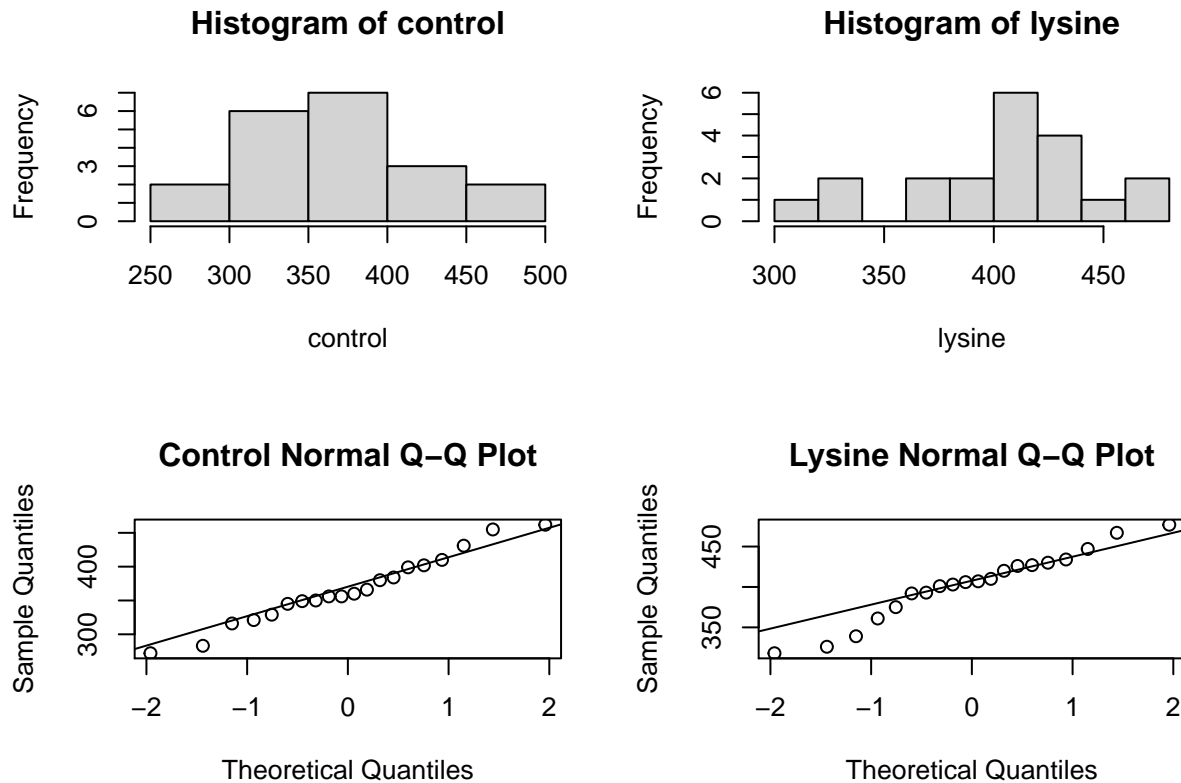 Histogram of control
Frequency
0
3
6
250 300 350 400 450 500
control
Histogram of lysine
Frequency
0
2
4
6
300 350 400 450
lysine
Control Normal Q−Q Plot
Sample Quantiles
300
400
−2 −1 0 1 2
Theoretical Quantiles
Lysine Normal Q−Q Plot
Sample Quantiles
350
450
−2 −1 0 1 2
Theoretical Quantiles